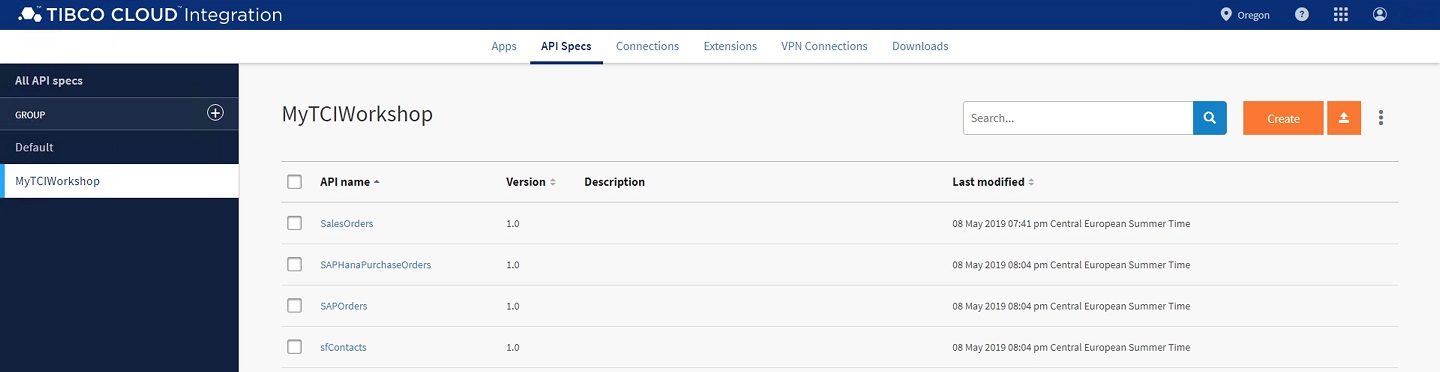 TIBCO CLOUD™ Integration
Oregon
Apps API Specs Connections Extensions VPN Connections Downloads
All API specs
GROUP
Default
MyTCIWorkshop
MyTCIWorkshop
Search...
Create
API name Version Description Last modified
SalesOrders 1.0 08 May 2019 07:41 pm Central European Summer Time
SAPHanaPurchaseOrders 1.0 08 May 2019 08:04 pm Central European Summer Time
SAPOrders 1.0 08 May 2019 08:04 pm Central European Summer Time
sfContacts 1.0 08 May 2019 08:04 pm Central European Summer Time